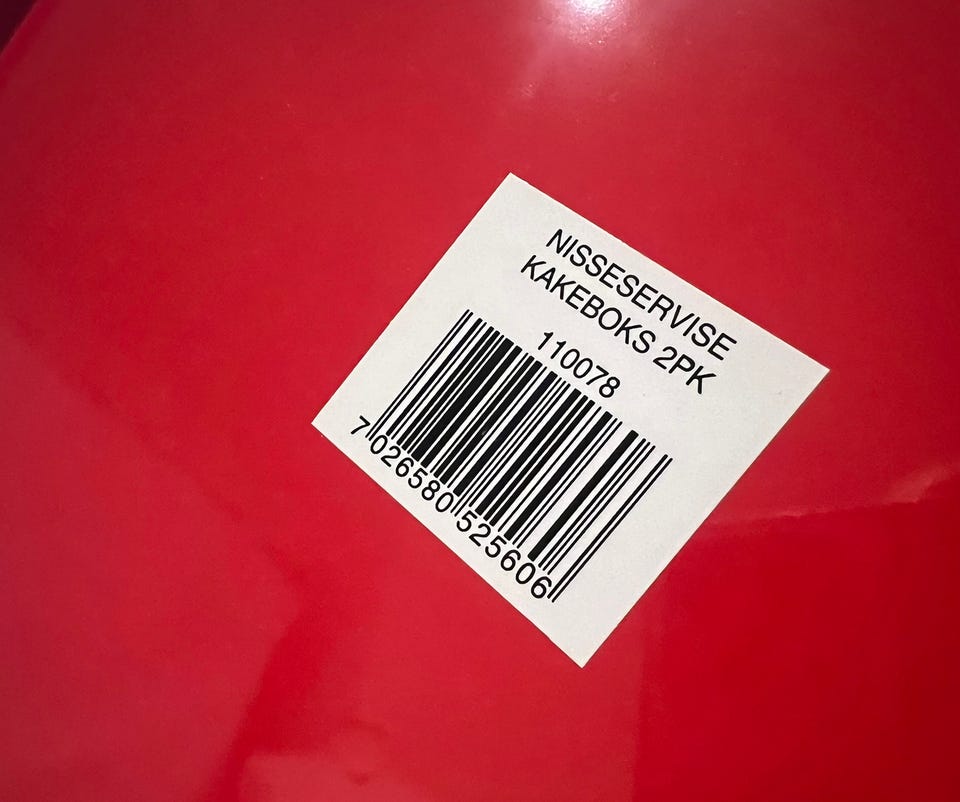 NISSESERVISE
KAKEBOKS 2PK
110078
7 026580 525606